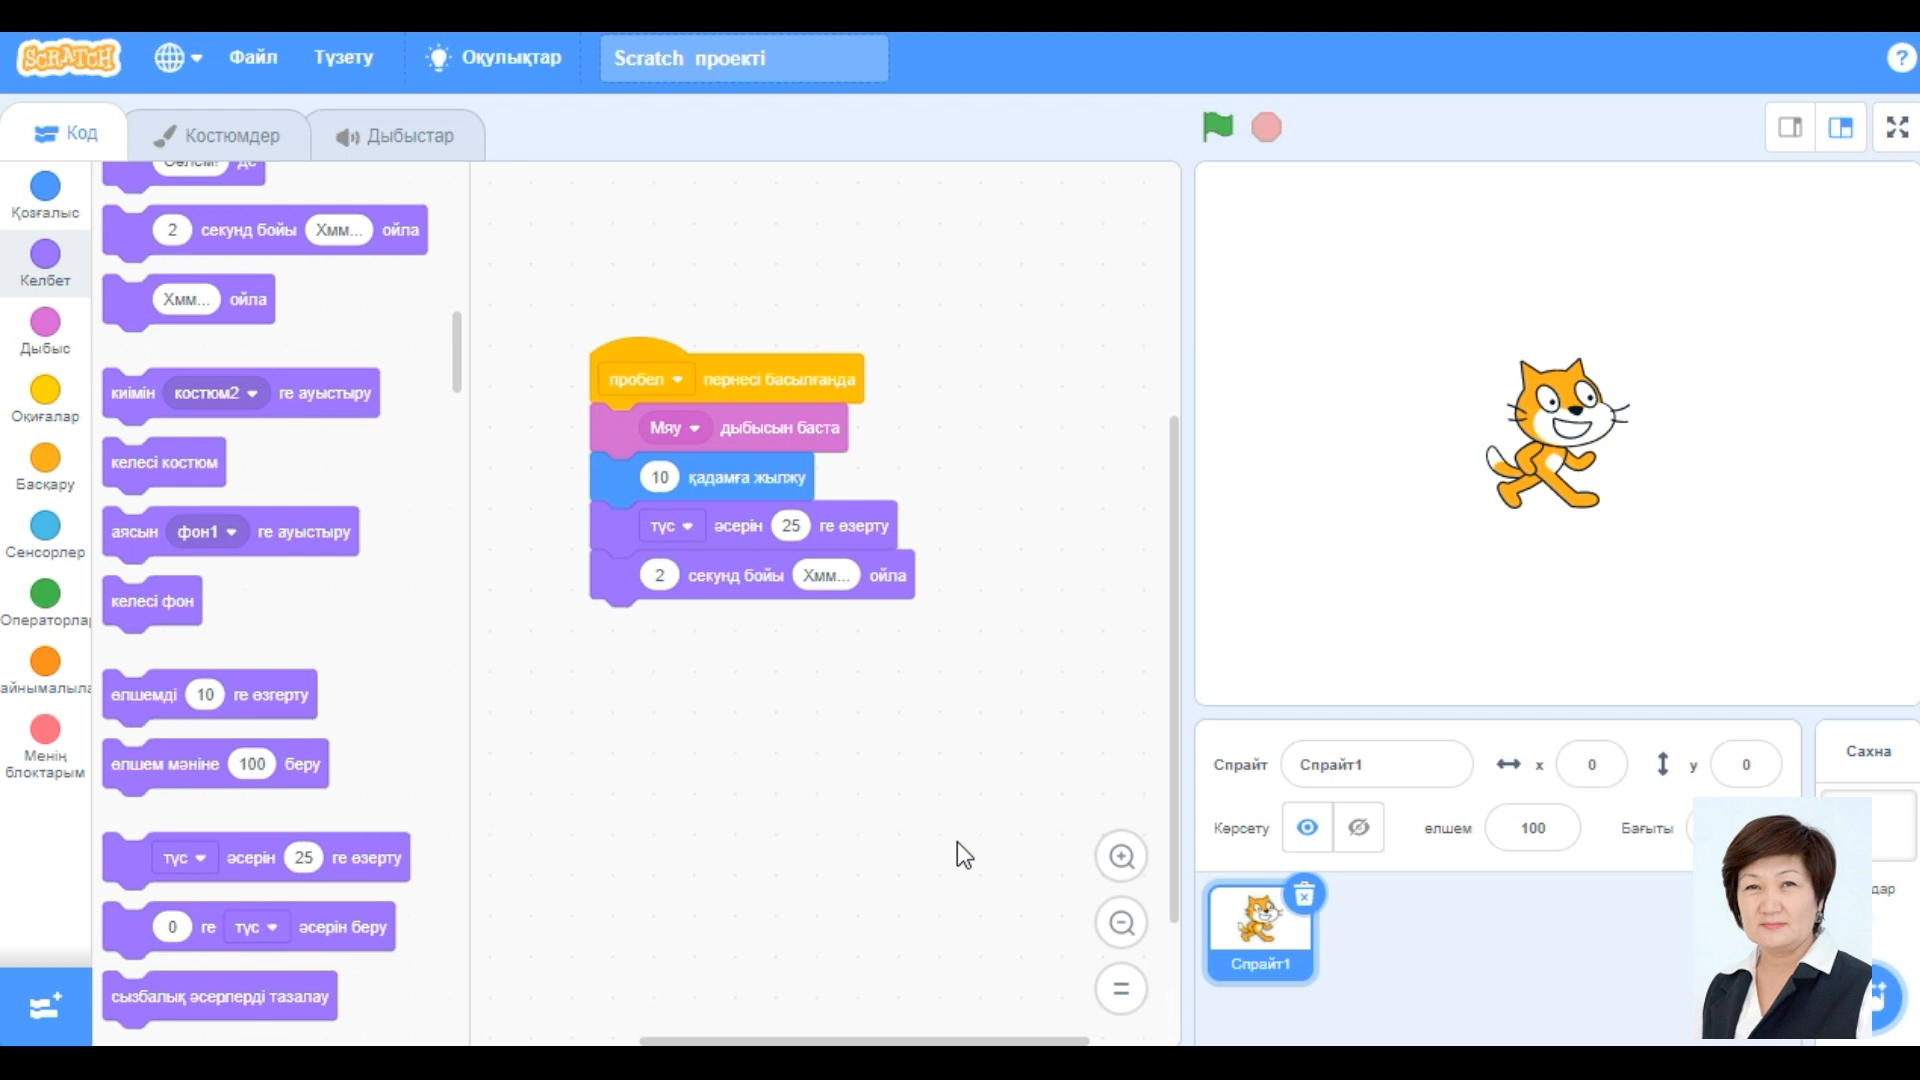 SCRATCH
Файл
Түзету
Оқулықтар
Scratch проекті
?
Код
Костюмдер
Дыбыстар
Қозғалыс
Келбет
Дыбыс
Оқиғалар
Басқару
Сенсорлер
Операторлар
айнымалыла
Менің
блоктарым
2 секунд бойы Хмм... ойла
Хмм... ойла
киімін костюм2 ге ауыстыру
келесі костюм
аясын фон1 ге ауыстыру
келесі фон
өлшемді 10 ге өзгерту
өлшем мәніне 100 беру
түс әсерін 25 ге өзерту
0 ге түс әсерін беру
сызбалық әсерлерді тазалау
пробел пернесі басылғанда
Мяу дыбысын баста
10 қадамға жылжу
түс әсерін 25 ге өзерту
2 секунд бойы Хмм... ойла
Спрайт Спрайт1 x 0 y 0
Көрсету өлшем 100 Бағыты
Спрайт1
Сахна
дар